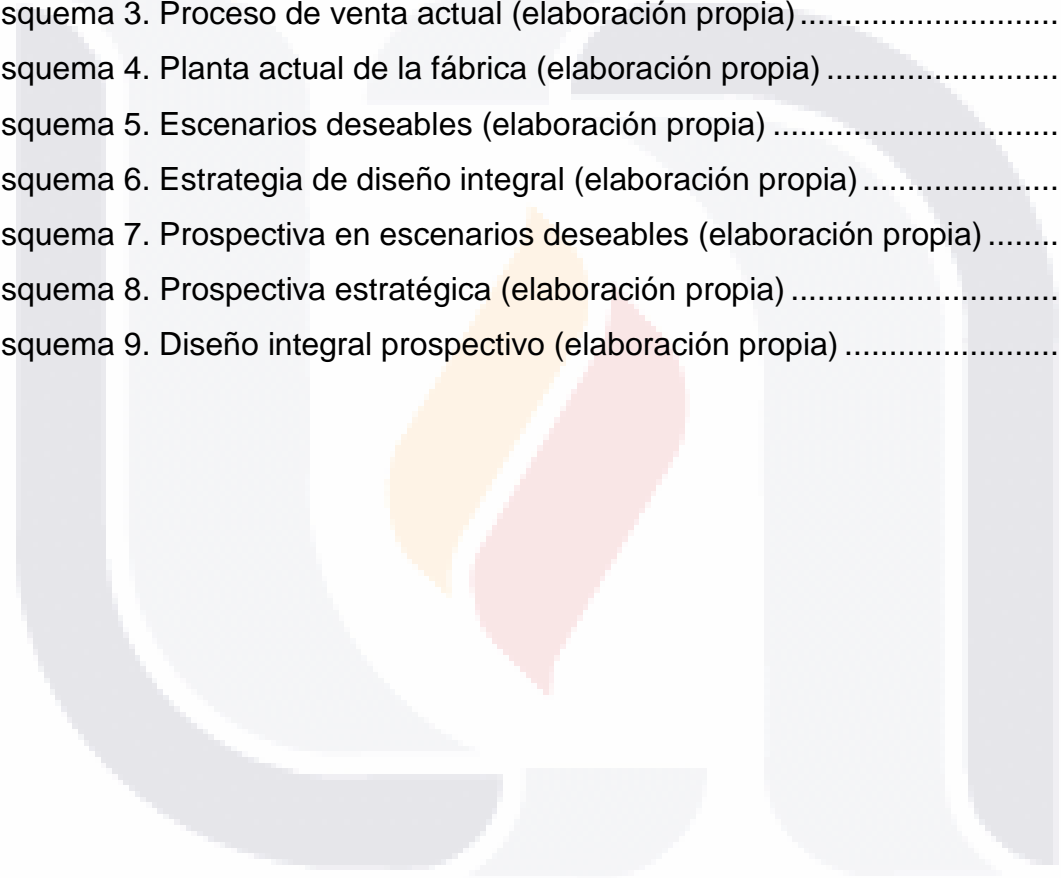 squema 3. Proceso de venta actual (elaboración propia)..............................
squema 4. Planta actual de la fábrica (elaboración propia)...........................
squema 5. Escenarios deseables (elaboración propia)................................
squema 6. Estrategia de diseño integral (elaboración propia).......................
squema 7. Prospectiva en escenarios deseables (elaboración propia)........
squema 8. Prospectiva estratégica (elaboración propia)..............................
squema 9. Diseño integral prospectivo (elaboración propia)........................